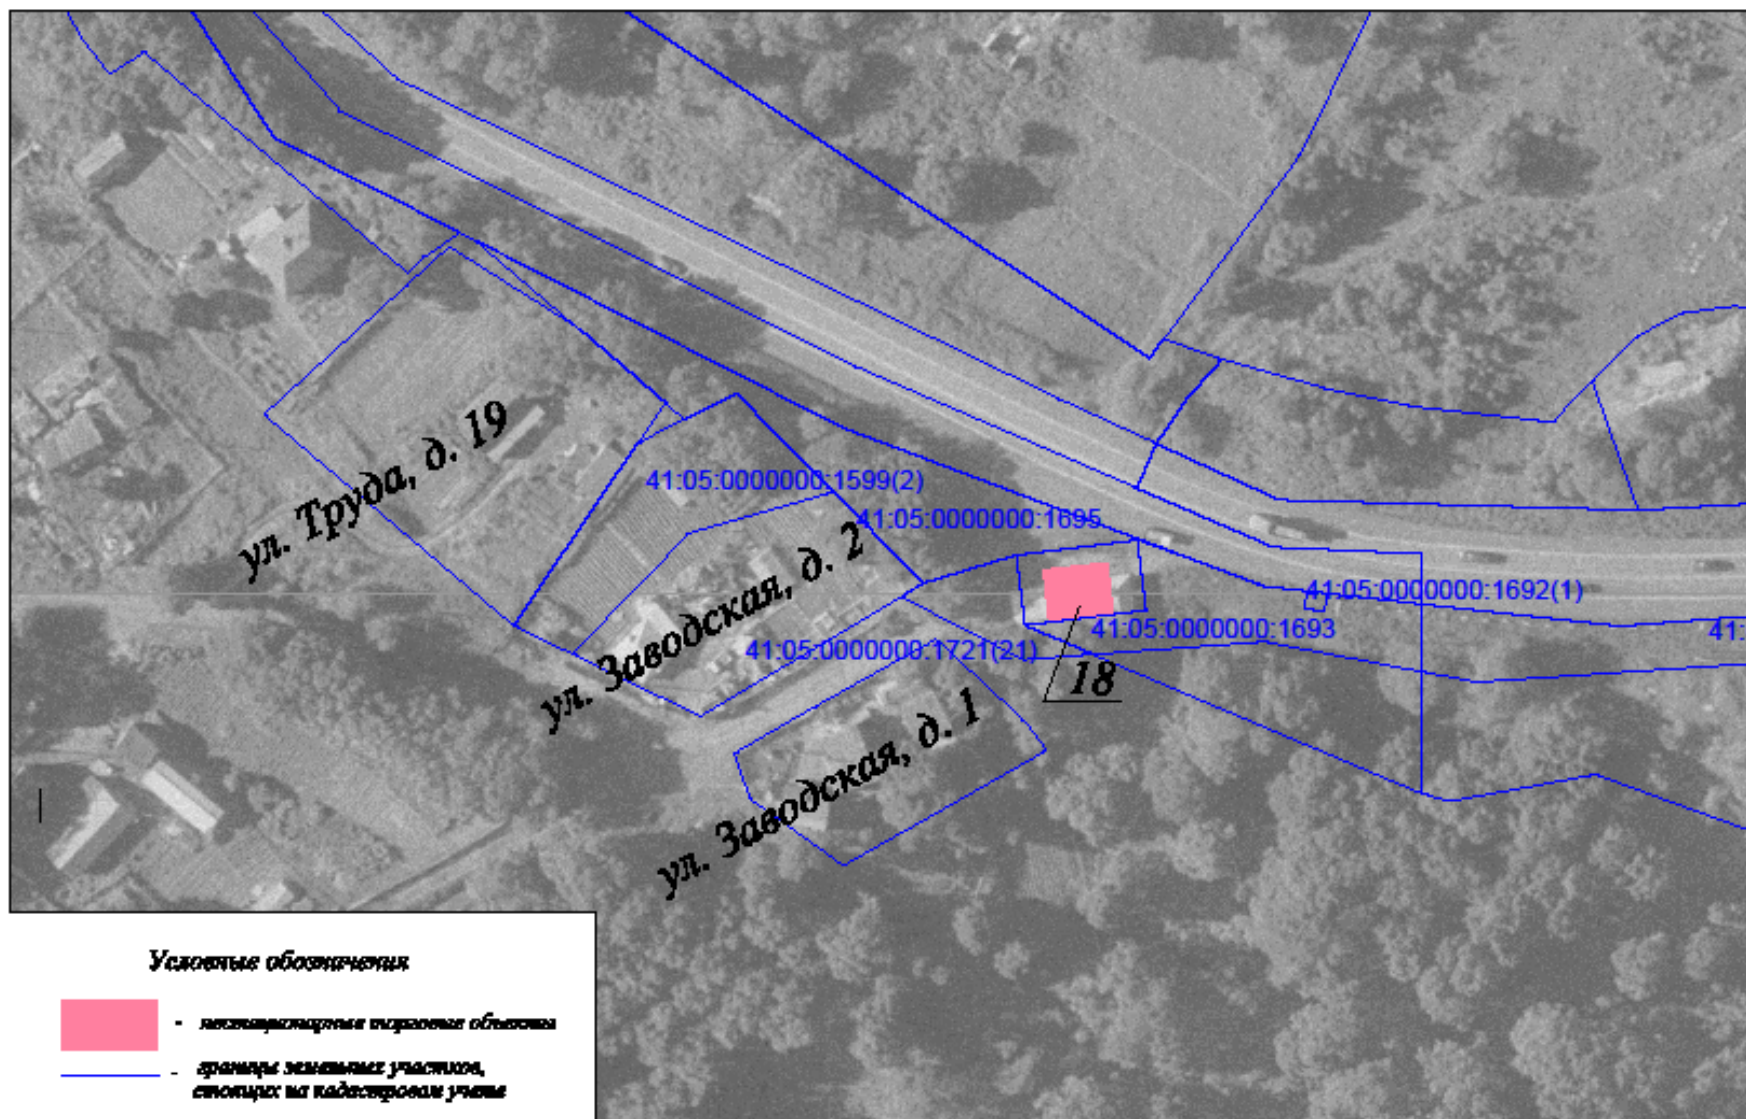 ул. Труда, д. 19
41:05:0000000:1599(2)
41:05:0000000:1695
ул. Заводская, д. 2
41:05:0000000:1692(1)
41:05:0000000:1693
41:
41:05:0000000:1721(21)
18
ул. Заводская, д. 1
Условные обозначения
- нестационарные торговые объекты
- границы земельных участков,
стоящих на кадастровом учете